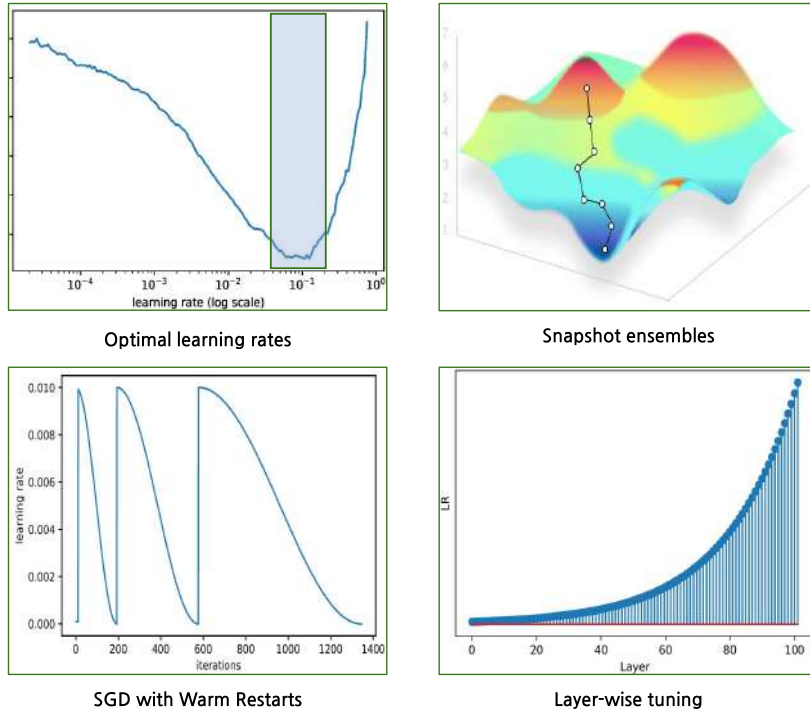 10⁻⁴ 10⁻³ 10⁻² 10⁻¹ 10⁰
learning rate (log scale)
Optimal learning rates
7
6
5
4
3
2
1
Snapshot ensembles
0.010
0.008
0.006
0.004
0.002
0.000
learning rate
0 200 400 600 800 1000 1200 1400
iterations
SGD with Warm Restarts
LR
0 20 40 60 80 100
Layer
Layer-wise tuning